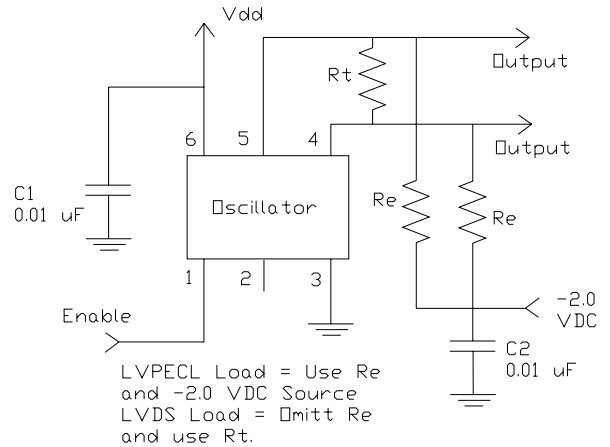 Vdd
Output
Rt
6
5
4
Output
C1
0.01 uF
Oscillator
Re
Re
1
2
3
-2.0
VDC
Enable
C2
0.01 uF
LVPECL Load = Use Re
and -2.0 VDC Source
LVDS Load = Omitt Re
and use Rt.